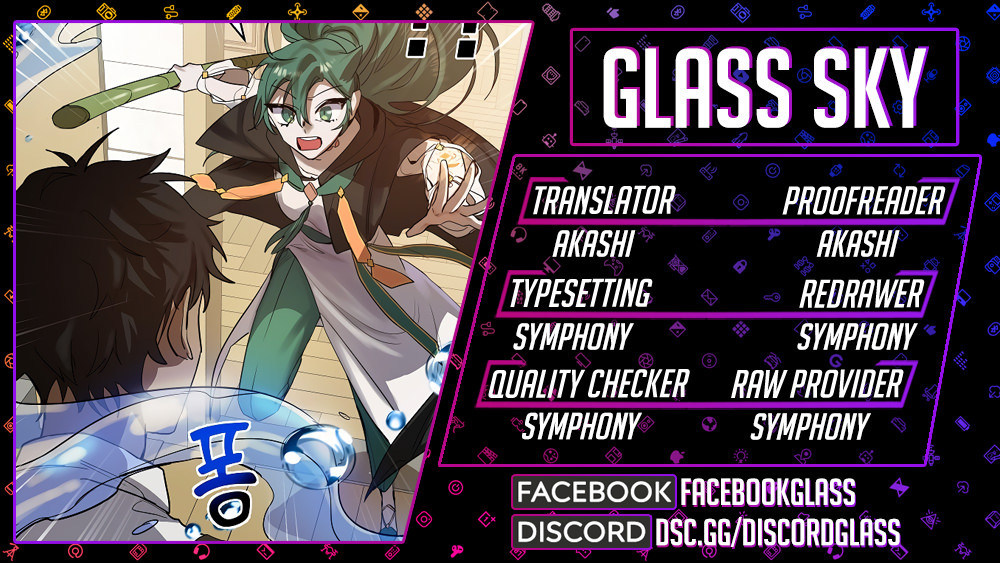 GLASS SKY
TRANSLATOR
PROOFREADER
AKASHI
AKASHI
TYPESETTING
REDRAWER
SYMPHONY
SYMPHONY
QUALITY CHECKER
RAW PROVIDER
SYMPHONY
SYMPHONY
FACEBOOK FACEBOOKGLASS
DISCORD DSC.GG/DISCORDGLASS
퐁